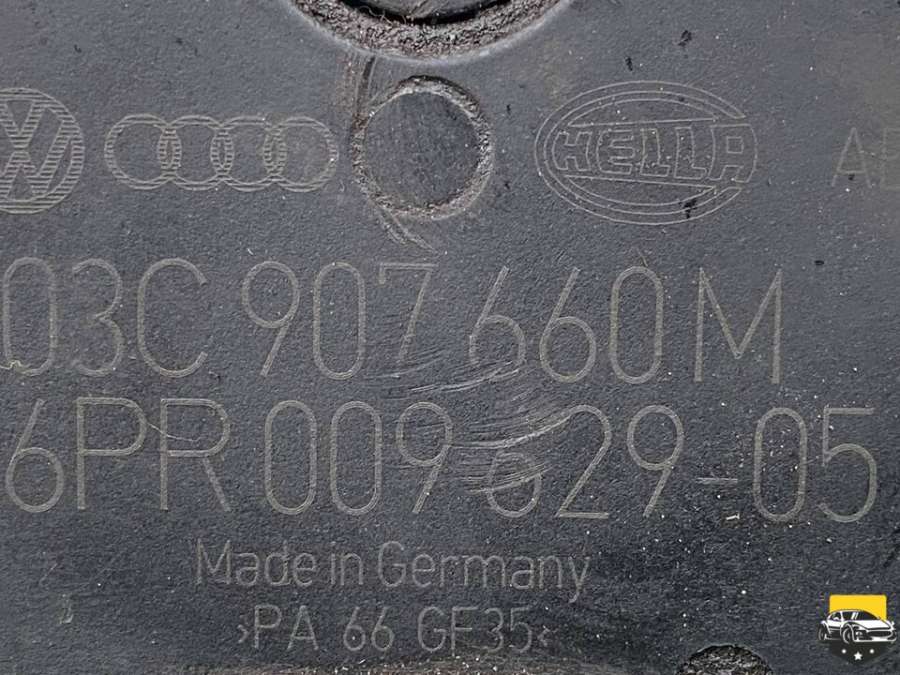 HELLA
03C 907 660 M
6PR 009 629-05
Made in Germany
>PA 66 GF35<